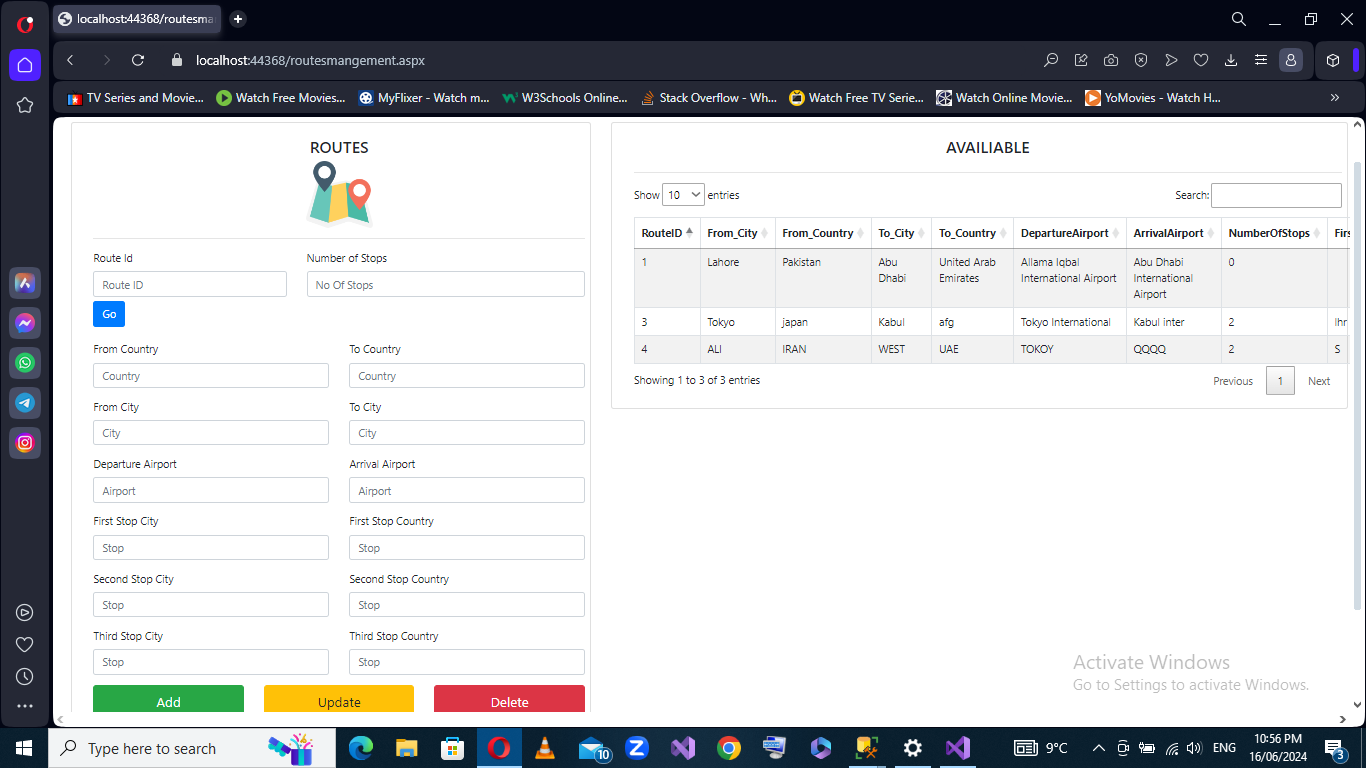 localhost:44368/routesma
localhost:44368/routesmangement.aspx
TV Series and Movie...
Watch Free Movies...
MyFlixer - Watch m...
W3Schools Online...
Stack Overflow - Wh...
Watch Free TV Serie...
Watch Online Movie...
YoMovies - Watch H...
ROUTES
Route Id Number of Stops
Route ID No Of Stops
Go
From Country To Country
Country Country
From City To City
City City
Departure Airport Arrival Airport
Airport Airport
First Stop City First Stop Country
Stop Stop
Second Stop City Second Stop Country
Stop Stop
Third Stop City Third Stop Country
Stop Stop
Add Update Delete
AVAILIABLE
Show 10 entries Search:
RouteID From_City From_Country To_City To_Country DepartureAirport ArrivalAirport NumberOfStops Firs
1 Lahore Pakistan Abu Dhabi United Arab Emirates Allama Iqbal International Airport Abu Dhabi International Airport 0
3 Tokyo japan Kabul afg Tokyo International Kabul inter 2 lhr
4 ALI IRAN WEST UAE TOKOY QQQQ 2 S
Showing 1 to 3 of 3 entries Previous 1 Next
Activate Windows
Go to Settings to activate Windows.
Type here to search
10
9°C
ENG
10:56 PM
16/06/2024
3